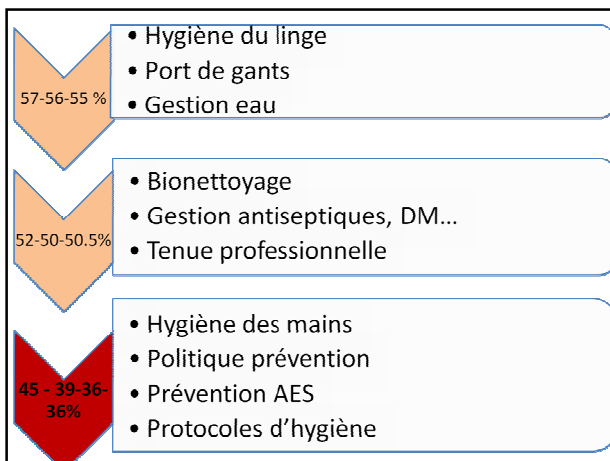 57-56-55 %
• Hygiène du linge
• Port de gants
• Gestion eau
52-50-50.5%
• Bionettoyage
• Gestion antiseptiques, DM...
• Tenue professionnelle
45 - 39-36-
36%
• Hygiène des mains
• Politique prévention
• Prévention AES
• Protocoles d'hygiène